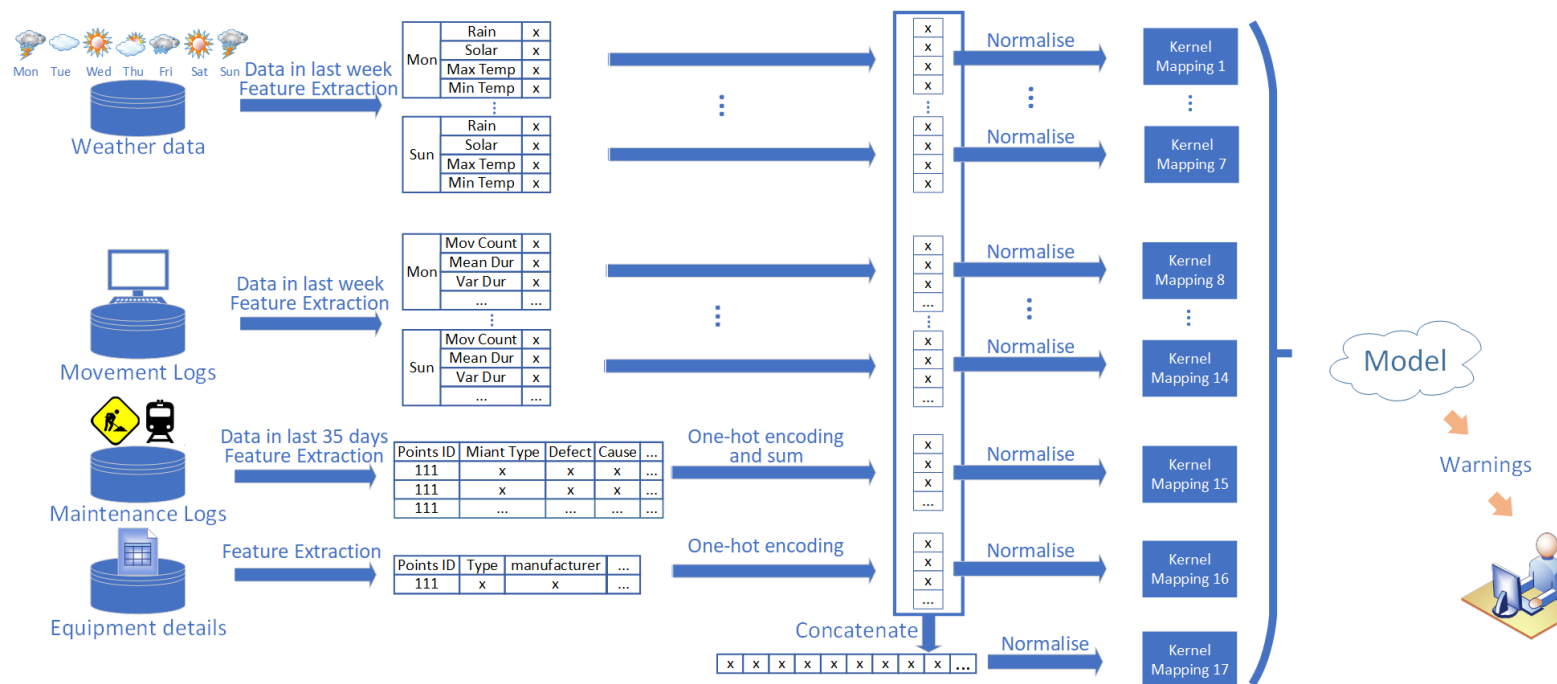 Mon Tue Wed Thu Fri Sat Sun
Weather data
Data in last week
Feature Extraction
Mon
Rain x
Solar x
Max Temp x
Min Temp x
Sun
Rain x
Solar x
Max Temp x
Min Temp x
x
x
x
x
x
x
x
x
Normalise
Normalise
Kernel
Mapping 1
Kernel
Mapping 7
Movement Logs
Data in last week
Feature Extraction
Mon
Mov Count x
Mean Dur x
Var Dur x
... ...
Sun
Mov Count x
Mean Dur x
Var Dur x
... ...
x
x
x
...
x
x
x
...
Normalise
Normalise
Kernel
Mapping 8
Kernel
Mapping 14
Maintenance Logs
Data in last 35 days
Feature Extraction
Points ID Miant Type Defect Cause ...
111 x x x ...
111 x x x ...
111 ... ... ... ...
One-hot encoding
and sum
x
x
x
...
Normalise
Kernel
Mapping 15
Equipment details
Feature Extraction
Points ID Type manufacturer ...
111 x x ...
One-hot encoding
x
x
x
...
Normalise
Kernel
Mapping 16
Concatenate
x x x x x x x x x ...
Normalise
Kernel
Mapping 17
Model
Warnings